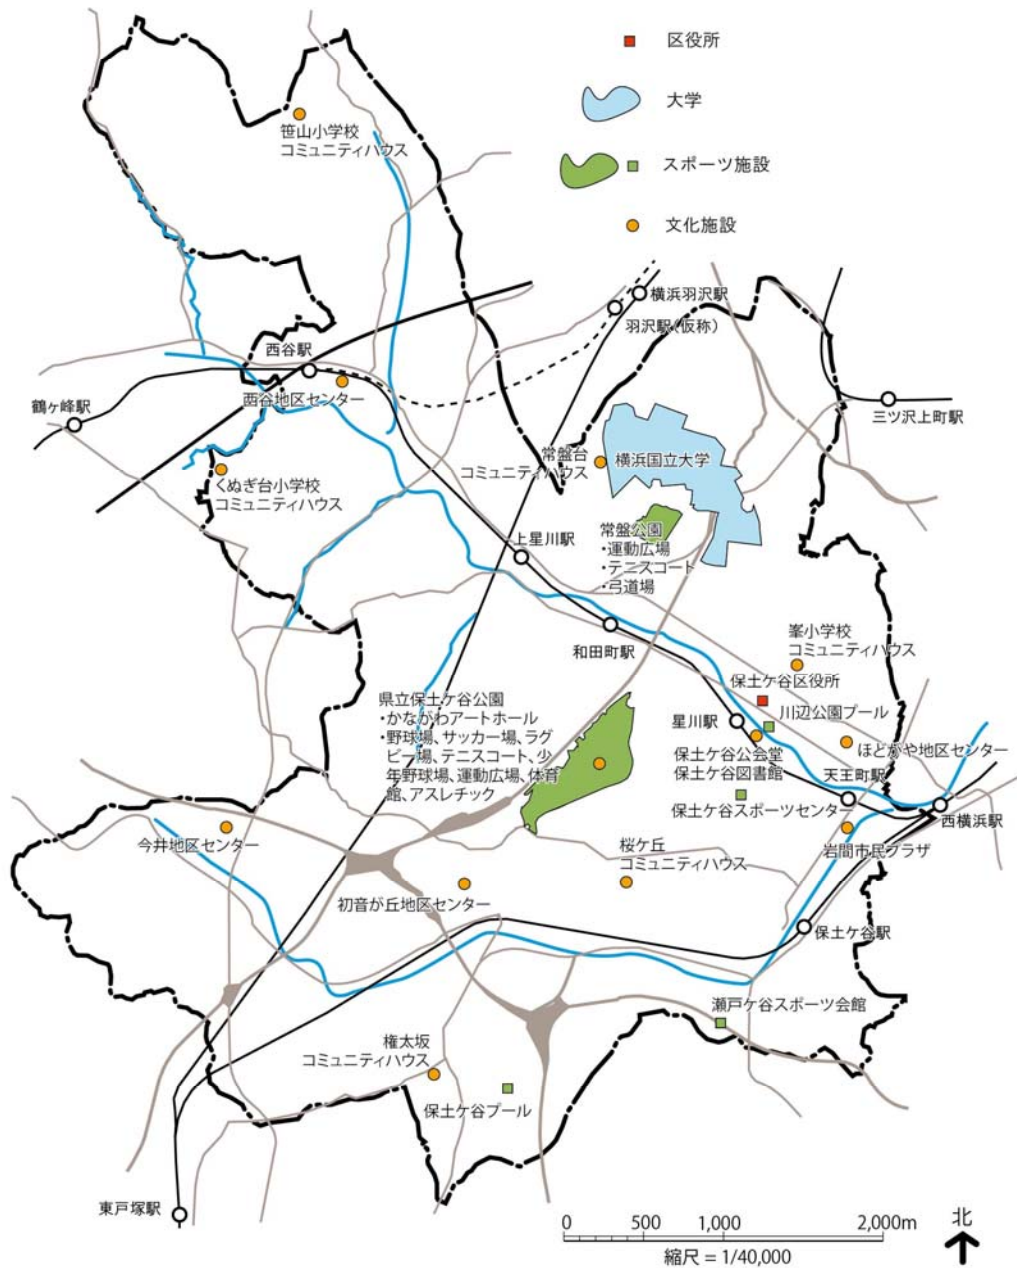 区役所
大学
スポーツ施設
文化施設
笹山小学校
コミュニティハウス
横浜羽沢駅
羽沢駅(仮称)
西谷駅
西谷地区センター
鶴ヶ峰駅
三ツ沢上町駅
くぬぎ台小学校
コミュニティハウス
常盤台
コミュニティハウス
横浜国立大学
常盤公園
・運動広場
・テニスコート
・弓道場
上星川駅
和田町駅
峯小学校
コミュニティハウス
保土ケ谷区役所
川辺公園プール
星川駅
保土ケ谷公会堂
保土ケ谷図書館
ほどがや地区センター
天王町駅
保土ケ谷スポーツセンター
西横浜駅
岩間市民プラザ
県立保土ケ谷公園
・かながわアートホール
・野球場、サッカー場、ラグ
ビー場、テニスコート、少
年野球場、運動広場、体育
館、アスレチック
今井地区センター
初音が丘地区センター
桜ケ丘
コミュニティハウス
保土ケ谷駅
瀬戸ケ谷スポーツ会館
権太坂
コミュニティハウス
保土ケ谷プール
東戸塚駅
0 500 1,000 2,000m
縮尺 = 1/40,000
北